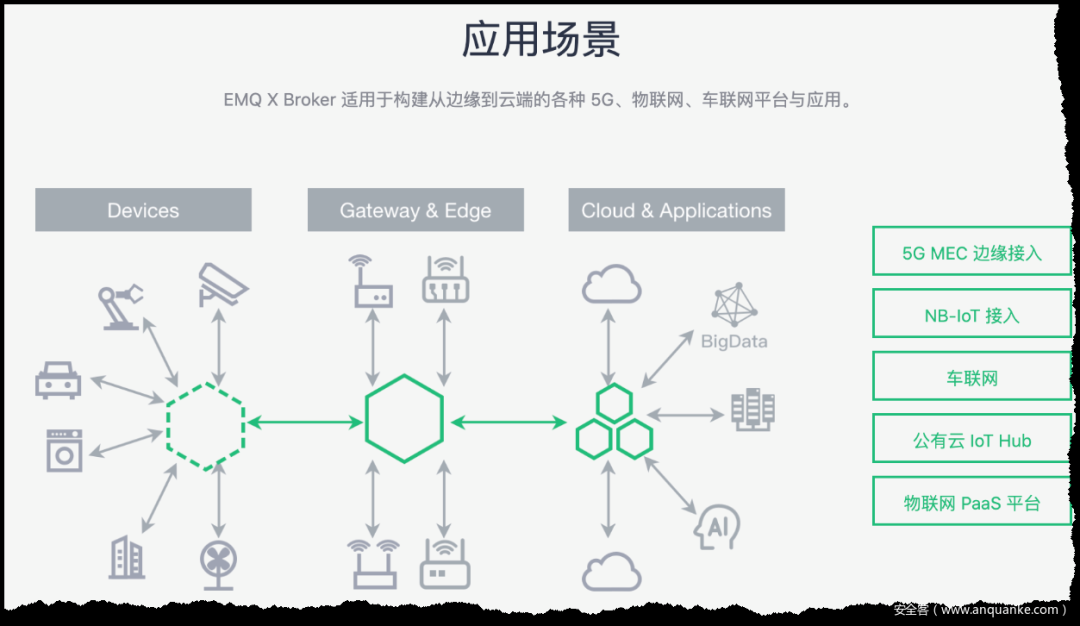 应用场景
EMQ X Broker 适用于构建从边缘到云端的各种 5G、物联网、车联网平台与应用。
Devices
Gateway & Edge
Cloud & Applications
BigData
AI
5G MEC 边缘接入
NB-IoT 接入
车联网
公有云 IoT Hub
物联网 PaaS 平台
安全客（www.anquanke.com）